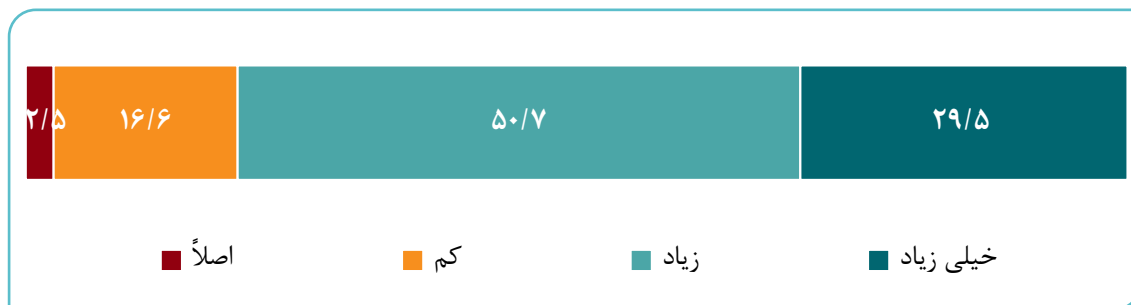 ۲۹/۵ ۵۰/۷ ۱۶/۶ ۲/۵
خیلی زیاد زیاد کم اصلاً